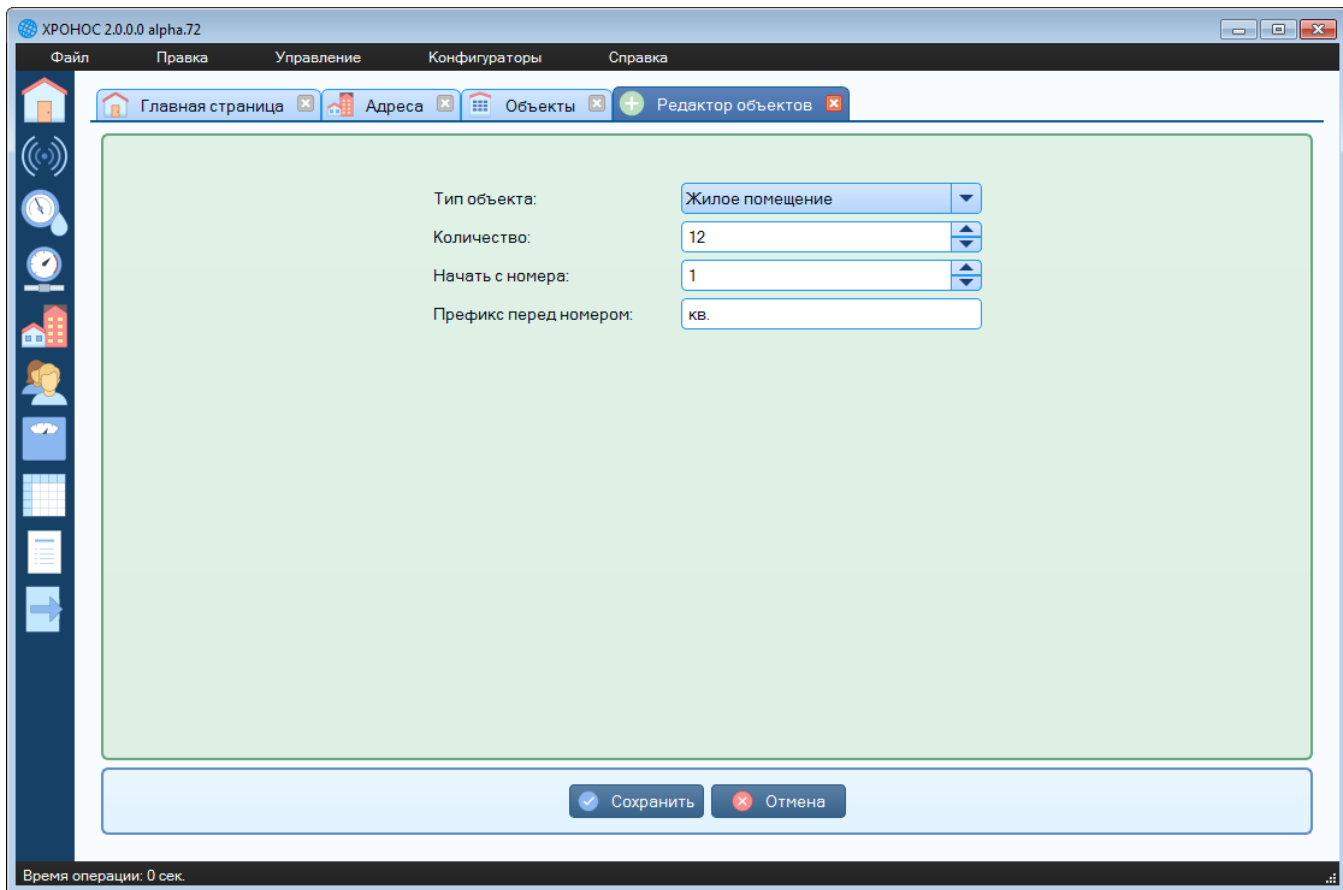 ХРОНОС 2.0.0.0 alpha.72
Файл Правка Управление Конфигураторы Справка
Главная страница Адреса Объекты Редактор объектов
Тип объекта: Жилое помещение
Количество: 12
Начать с номера: 1
Префикс перед номером: кв.
Сохранить Отмена
Время операции: 0 сек.